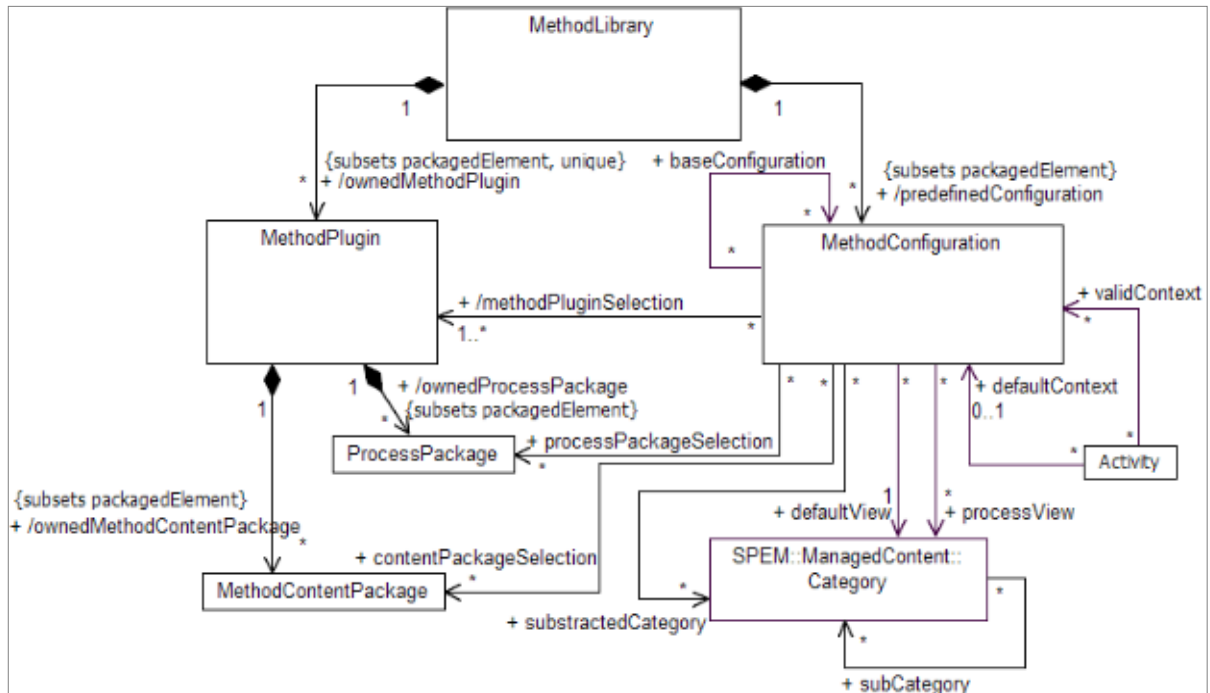 MethodLibrary
1
1
{subsets packagedElement, unique}
* + /ownedMethodPlugin
+ baseConfiguration
{subsets packagedElement}
* + /predefinedConfiguration
*
*
MethodPlugin
MethodConfiguration
+ /methodPluginSelection
1..*
*
+ validContext
*
1
1
+ /ownedProcessPackage
{subsets packagedElement}
*
* * * * *
+ defaultContext
0..1
*
*
ProcessPackage
+ processPackageSelection
*
Activity
{subsets packagedElement}
+ /ownedMethodContentPackage
*
1
+ defaultView
*
+ processView
+ contentPackageSelection
*
MethodContentPackage
SPEM::ManagedContent::
Category
*
*
+ substractedCategory
*
+ subCategory